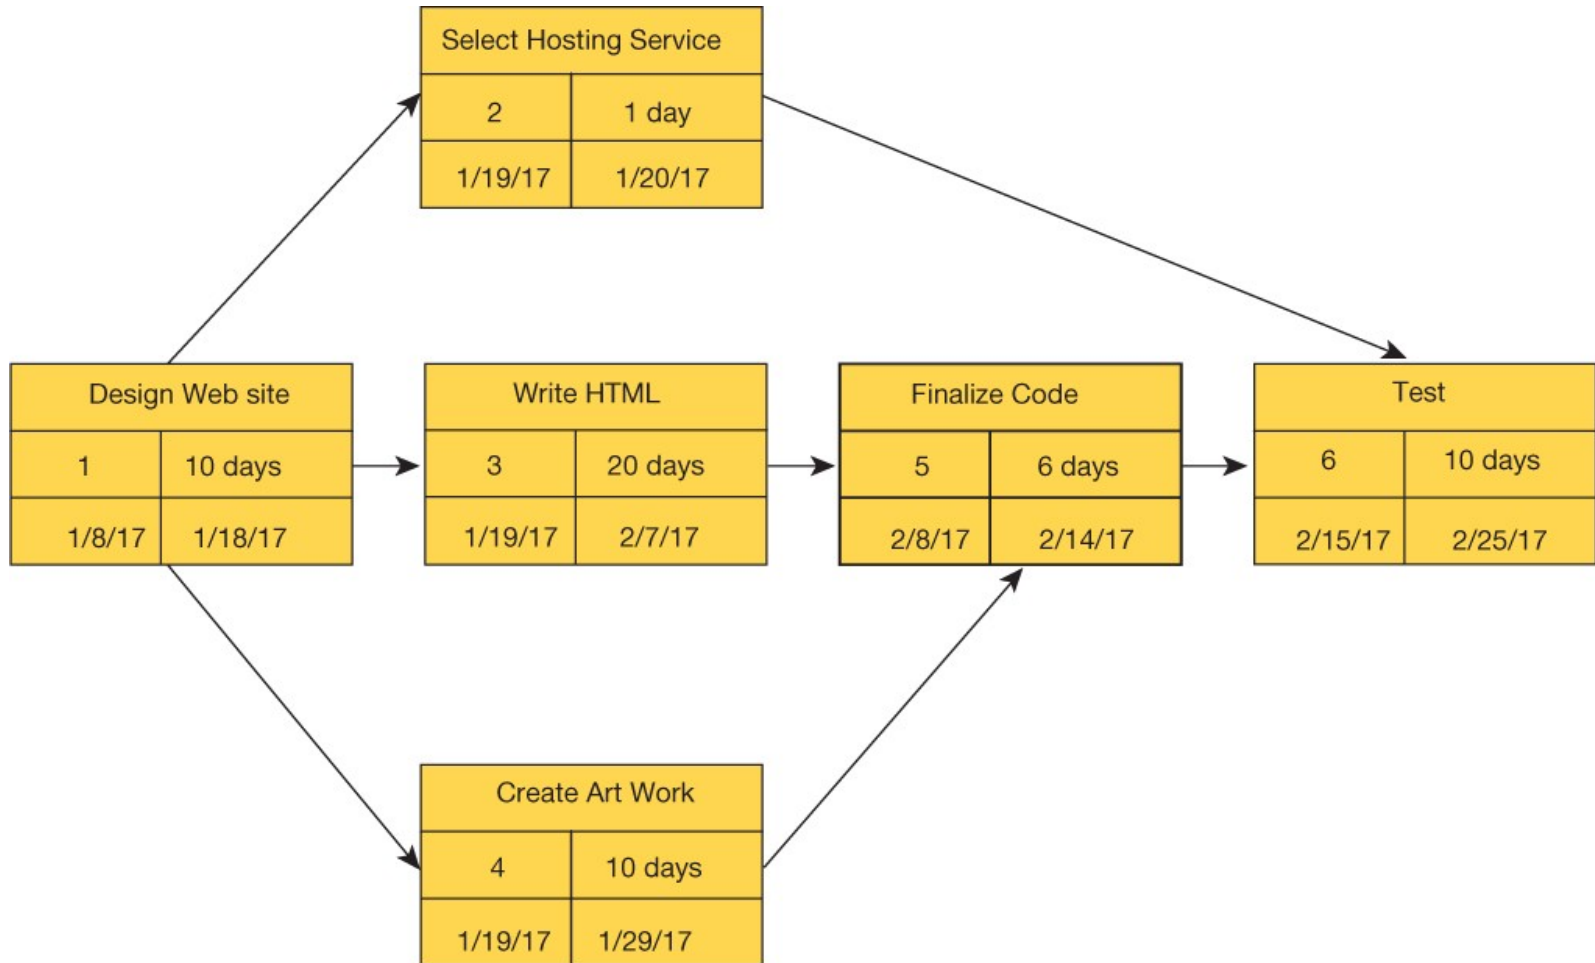 Select Hosting Service
2 1 day
1/19/17 1/20/17
Design Web site
1 10 days
1/8/17 1/18/17
Write HTML
3 20 days
1/19/17 2/7/17
Finalize Code
5 6 days
2/8/17 2/14/17
Test
6 10 days
2/15/17 2/25/17
Create Art Work
4 10 days
1/19/17 1/29/17